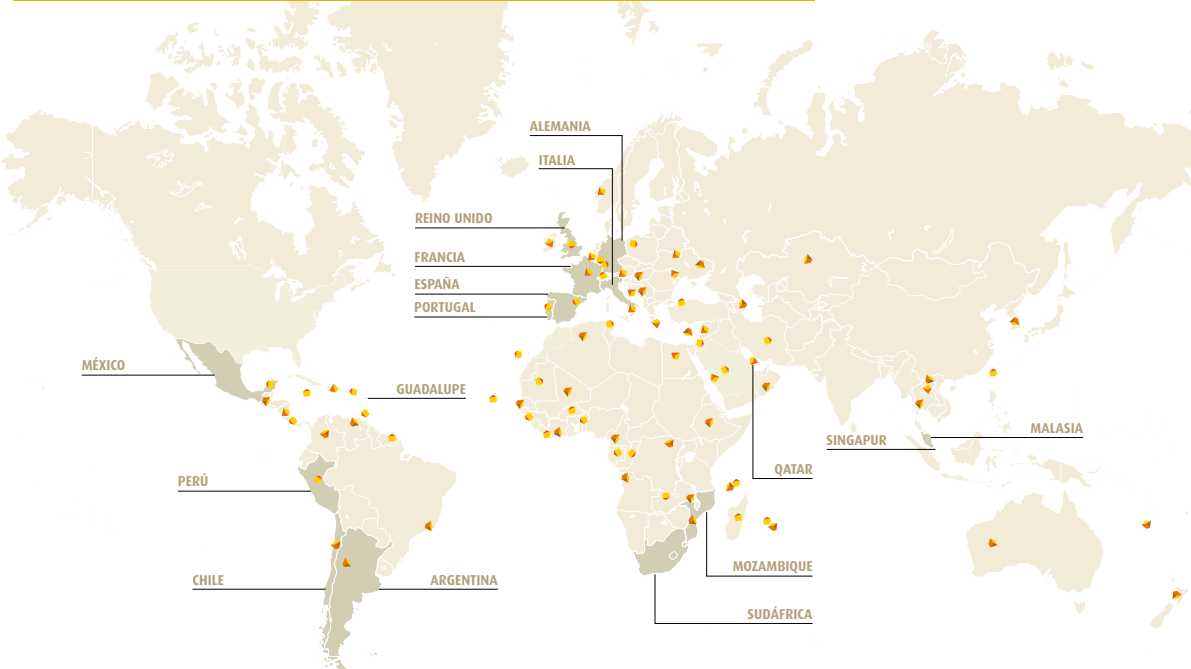 ALEMANIA
ITALIA
REINO UNIDO
FRANCIA
ESPAÑA
PORTUGAL
MÉXICO
GUADALUPE
MALASIA
SINGAPUR
QATAR
PERÚ
MOZAMBIQUE
CHILE
ARGENTINA
SUDÁFRICA